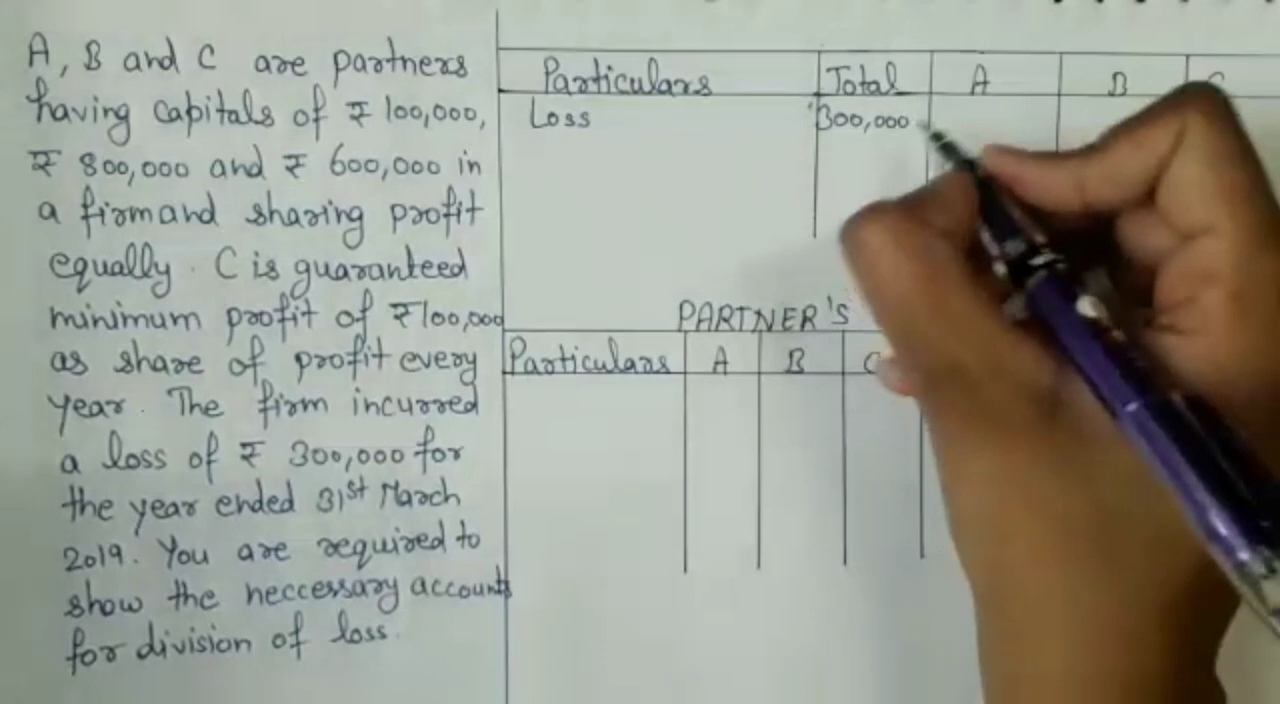 A, B and C are partners
having capitals of ₹ 100,000,
₹ 800,000 and ₹ 600,000 in
a firm and sharing profit
equally. C is guaranteed
minimum profit of ₹100,000
as share of profit every
year. The firm incurred
a loss of ₹ 300,000 for
the year ended 31st March
2019. You are required to
show the neccessary accounts
for division of loss.
Particulars Total A B
Loss 300,000
PARTNER'S
Particulars A B C